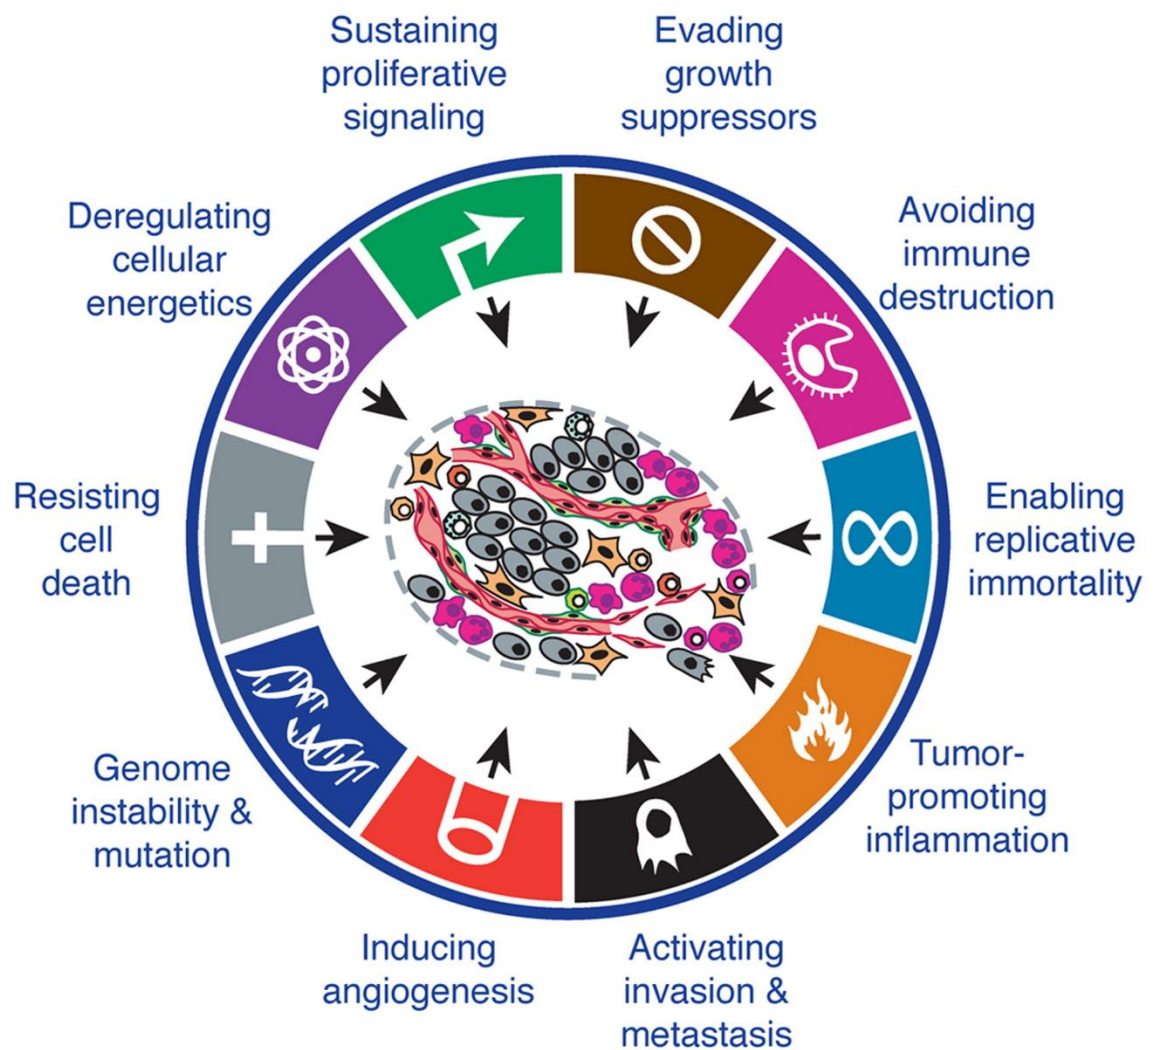 Sustaining
proliferative
signaling
Evading
growth
suppressors
Avoiding
immune
destruction
Enabling
replicative
immortality
Tumor-
promoting
inflammation
Activating
invasion &
metastasis
Inducing
angiogenesis
Genome
instability &
mutation
Resisting
cell
death
Deregulating
cellular
energetics